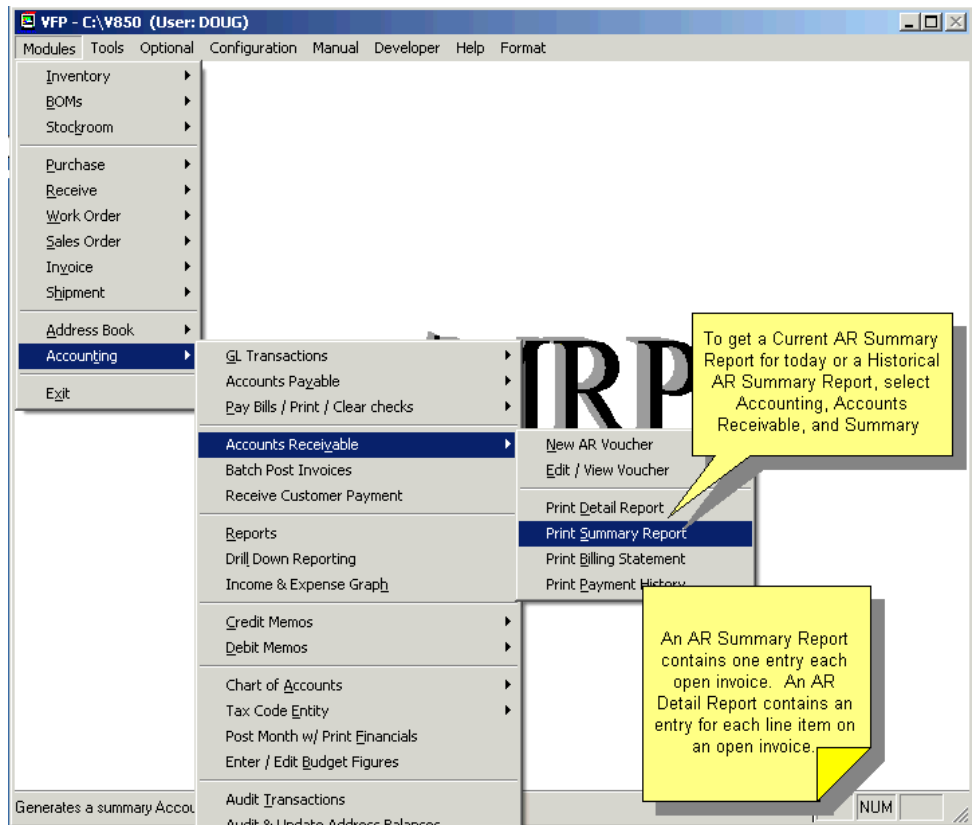 VFP - C:\V850 (User: DOUG)
Modules Tools Optional Configuration Manual Developer Help Format
Inventory
BOMs
Stockroom
Purchase
Receive
Work Order
Sales Order
Invoice
Shipment
Address Book
Accounting
Exit
GL Transactions
Accounts Payable
Pay Bills / Print / Clear checks
Accounts Receivable
Batch Post Invoices
Receive Customer Payment
Reports
Drill Down Reporting
Income & Expense Graph
Credit Memos
Debit Memos
Chart of Accounts
Tax Code Entity
Post Month w/ Print Financials
Enter / Edit Budget Figures
Audit Transactions
Audit & Update Address Balances
New AR Voucher
Edit / View Voucher
Print Detail Report
Print Summary Report
Print Billing Statement
Print Payment History
To get a Current AR Summary
Report for today or a Historical
AR Summary Report, select
Accounting, Accounts
Receivable, and Summary
An AR Summary Report
contains one entry each
open invoice. An AR
Detail Report contains an
entry for each line item on
an open invoice.
Generates a summary Accou
NUM